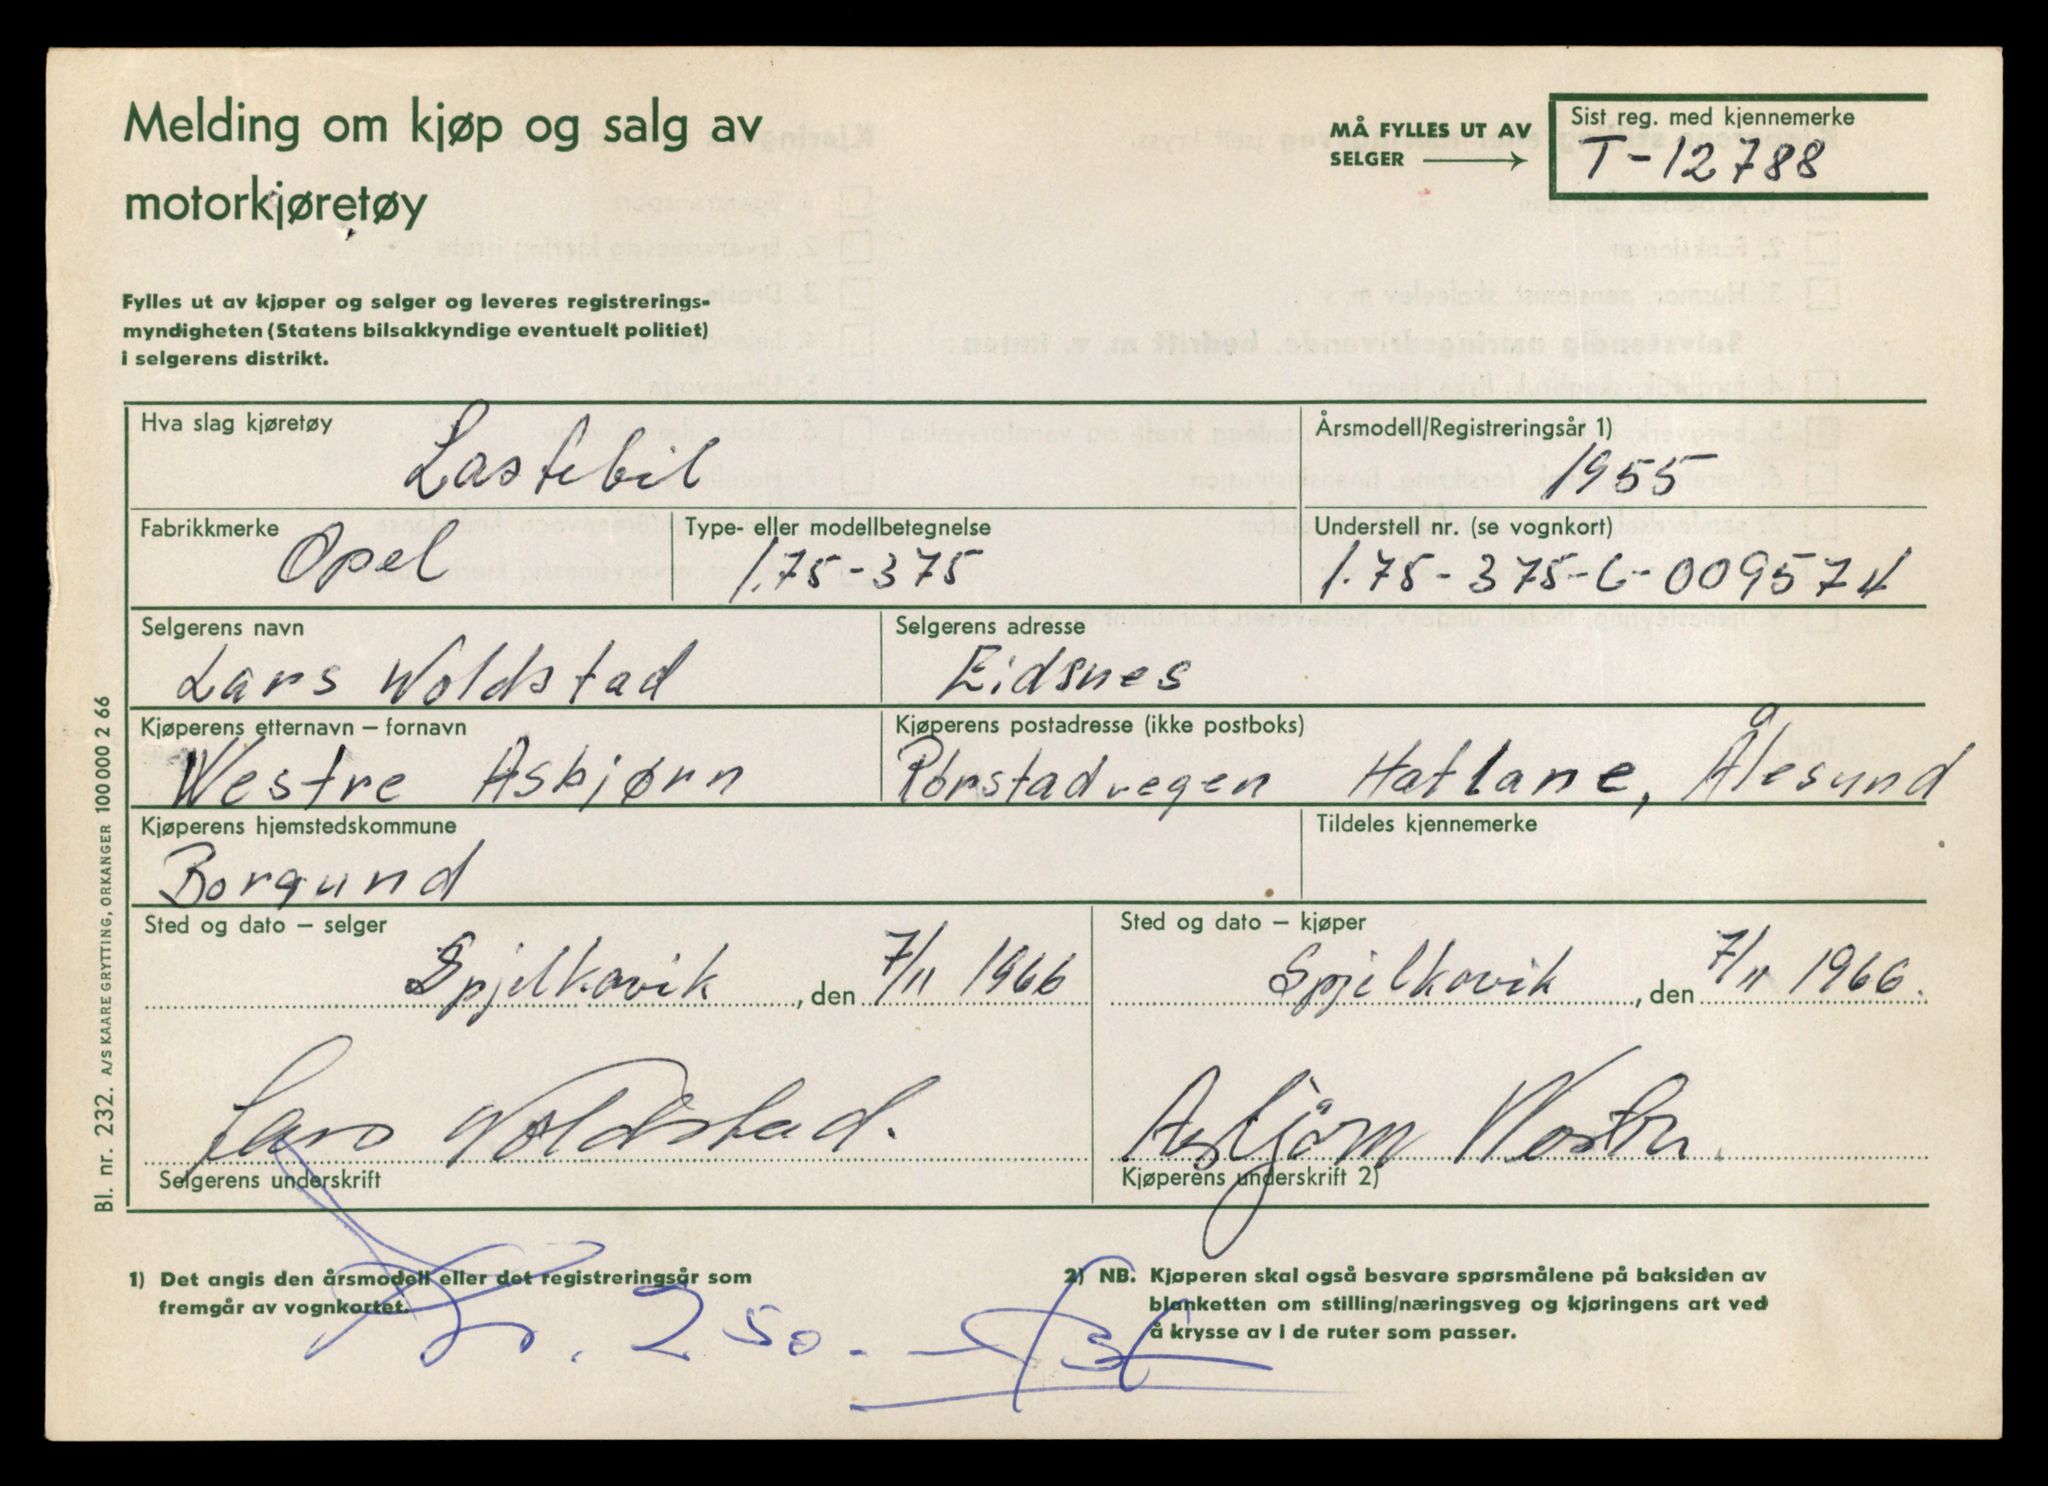 Melding om kjøp og salg av
motorkjøretøy
MÅ FYLLES UT AV
SELGER
Sist reg. med kjennemerke
T-12788
Fylles ut av kjøper og selger og leveres registrerings-
myndigheten (Statens bilsakkyndige eventuelt politiet)
i selgerens distrikt.
Hva slag kjøretøy
Lastebil
Årsmodell/Registreringsår 1)
1955
Fabrikkmerke
Opel
Type- eller modellbetegnelse
1.75-375
Understell nr. (se vognkort)
1.75-375-L-009574
Selgerens navn
Lars Woldstad
Selgerens adresse
Eidsnes
Kjøperens etternavn – fornavn
Westre Asbjørn
Kjøperens postadresse (ikke postboks)
Rørstadvegen Hatlane, Ålesund
Kjøperens hjemstedskommune
Borgund
Tildeles kjennemerke
Sted og dato – selger
Spjelkavik, den 7/11 1966
Sted og dato – kjøper
Spjelkavik, den 7/11 1966.
Lars Woldstad.
Selgerens underskrift
Asbjørn Westre.
Kjøperens underskrift 2)
1) Det angis den årsmodell eller det registreringsår som
fremgår av vognkortet.
2) NB. Kjøperen skal også besvare spørsmålene på baksiden av
blanketten om stilling/næringsveg og kjøringens art ved
å krysse av i de ruter som passer.
250.-
Bl. nr. 232. A/S KAARE GRYTTING, ORKANGER 100 000 2 66